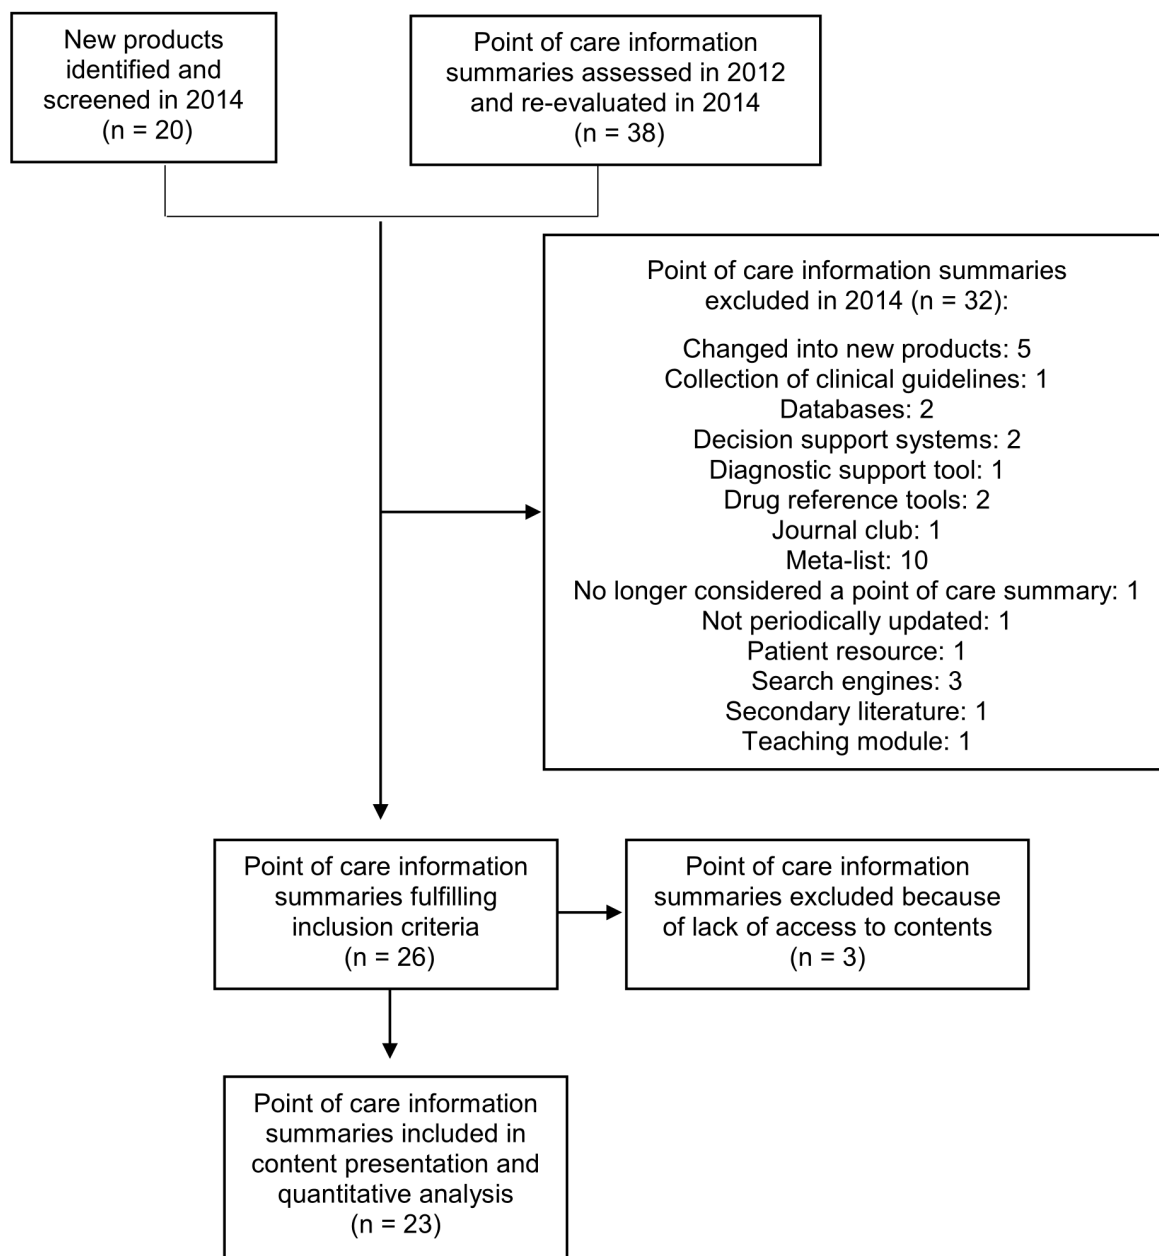 New products
identified and
screened in 2014
(n = 20)
Point of care information
summaries assessed in 2012
and re-evaluated in 2014
(n = 38)
Point of care information summaries
excluded in 2014 (n = 32):
Changed into new products: 5
Collection of clinical guidelines: 1
Databases: 2
Decision support systems: 2
Diagnostic support tool: 1
Drug reference tools: 2
Journal club: 1
Meta-list: 10
No longer considered a point of care summary: 1
Not periodically updated: 1
Patient resource: 1
Search engines: 3
Secondary literature: 1
Teaching module: 1
Point of care information
summaries fulfilling
inclusion criteria
(n = 26)
Point of care information
summaries excluded because
of lack of access to contents
(n = 3)
Point of care information
summaries included in
content presentation and
quantitative analysis
(n = 23)